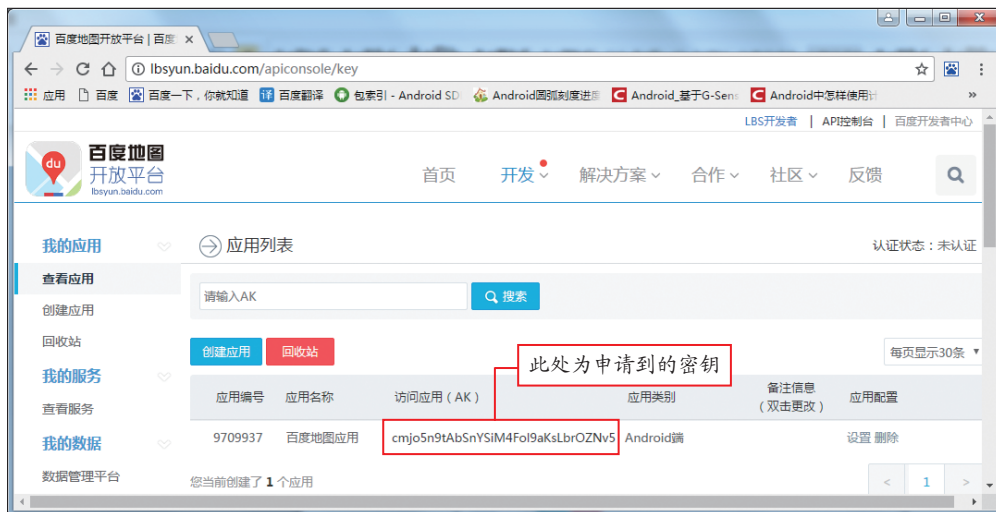 百度地图开放平台 | 百度
lbsyun.baidu.com/apiconsole/key
应用 百度 百度一下，你就知道 译 百度翻译 包索引 - Android SD Android圆弧刻度进 Android_基于G-Sens Android中怎样使用
LBS开发者 | API控制台 | 百度开发者中心
du 百度地图
开放平台
lbsyun.baidu.com
首页 开发 解决方案 合作 社区 反馈
我的应用
查看应用
创建应用
回收站
我的服务
查看服务
我的数据
数据管理平台
应用列表
认证状态：未认证
请输入AK
搜索
创建应用 回收站
此处为申请到的密钥
每页显示30条
应用编号 应用名称 访问应用（AK） 应用类别 备注信息（双击更改） 应用配置
9709937 百度地图应用 cmjo5n9tAbSnYSiM4Fol9aKsLbrOZNv5 Android端 设置 删除
您当前创建了 1 个应用
< 1 >